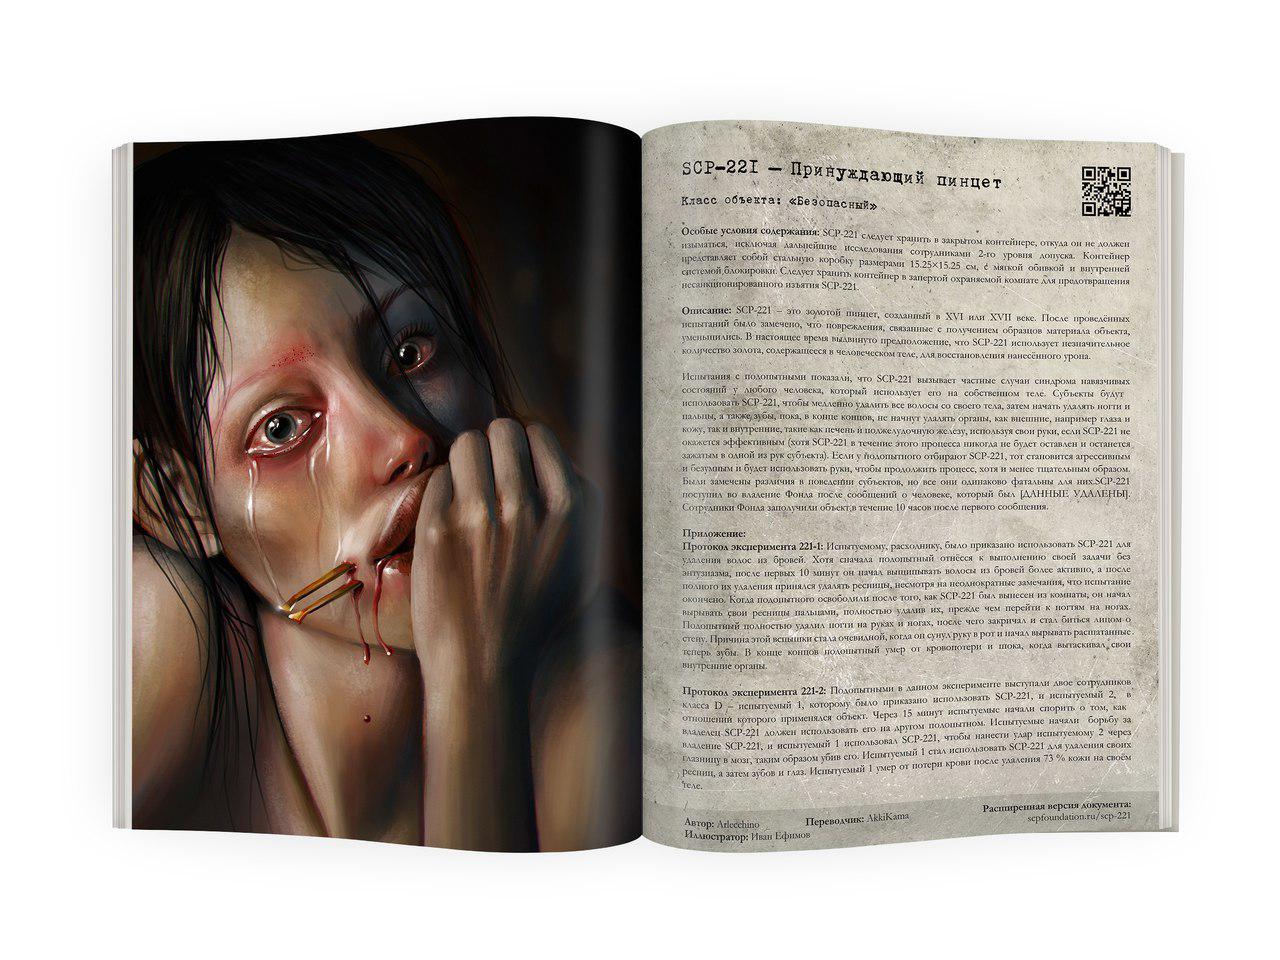 SCP-221 — Принуждающий пинцет
Класс объекта: «Безопасный»
Особые условия содержания: SCP-221 следует хранить в закрытом контейнере, откуда он не должен
изыматься, исключая дальнейшие исследования сотрудниками 2-го уровня допуска. Контейнер
представляет собой стальную коробку размерами 15.25×15.25 см, с мягкой обивкой и внутренней
системой блокировки. Следует хранить контейнер в запертой охраняемой комнате для предотвращения
несанкционированного изъятия SCP-221.
Описание: SCP-221 – это золотой пинцет, созданный в XVI или XVII веке. После проведённых
испытаний было замечено, что повреждения, связанные с получением образцов материала объекта,
уменьшились. В настоящее время выдвинуто предположение, что SCP-221 использует незначительное
количество золота, содержащееся в человеческом теле, для восстановления нанесённого урона.
Испытания с подопытными показали, что SCP-221 вызывает частные случаи синдрома навязчивых
состояний у любого человека, который использует его на собственном теле. Субъекты будут
использовать SCP-221, чтобы медленно удалить все волосы со своего тела, затем начать удалять ногти и
пальцы, а также зубы, пока, в конце концов, не начнут удалять органы, как внешние, например глаза и
кожу, так и внутренние, такие как печень и поджелудочную железу, используя свои руки, если SCP-221 не
окажется эффективным (хотя SCP-221 в течение этого процесса никогда не будет оставлен и останется
зажатым в одной из рук субъекта). Если у подопытного отбирают SCP-221, тот становится агрессивным
и безумным и будет использовать руки, чтобы продолжить процесс, хотя и менее тщательным образом.
Были замечены различия в поведении субъектов, но все они одинаково фатальны для них.SCP-221
поступил во владение Фонда после сообщений о человеке, который был [ДАННЫЕ УДАЛЕНЫ].
Сотрудники Фонда заполучили объект в течение 10 часов после первого сообщения.
Приложение:
Протокол эксперимента 221-1: Испытуемому, расходнику, было приказано использовать SCP-221 для
удаления волос из бровей. Хотя сначала подопытный отнёсся к выполнению своей задачи без
энтузиазма, после первых 10 минут он начал выщипывать волосы из бровей более активно, а после
полного их удаления принялся удалять ресницы, несмотря на неоднократные замечания, что испытание
окончено. Когда подопытного освободили после того, как SCP-221 был вынесен из комнаты, он начал
вырывать свои ресницы пальцами, полностью удалив их, прежде чем перейти к ногтям на ногах.
Подопытный полностью удалил ногти на руках и ногах, после чего закричал и стал биться лицом о
стену. Причина этой вспышки стала очевидной, когда он сунул руку в рот и начал вырывать расшатанные
теперь зубы. В конце концов подопытный умер от кровопотери и шока, когда вытаскивал свои
внутренние органы.
Протокол эксперимента 221-2: Подопытными в данном эксперименте выступали двое сотрудников
класса D – испытуемый 1, которому было приказано использовать SCP-221, и испытуемый 2, в
отношении которого применялся объект. Через 15 минут испытуемые начали спорить о том, как
владелец SCP-221 должен использовать его на другом подопытном. Испытуемые начали борьбу за
владение SCP-221, и испытуемый 1 использовал SCP-221, чтобы нанести удар испытуемому 2 через
глазницу в мозг, таким образом убив его. Испытуемый 1 стал использовать SCP-221 для удаления своих
ресниц, а затем зубов и глаз. Испытуемый 1 умер от потери крови после удаления 73 % кожи на своём
теле.
Автор: Arlecchino
Переводчик: AkkiKama
Иллюстратор: Иван Ефимов
Расширенная версия документа:
scpfoundation.ru/scp-221